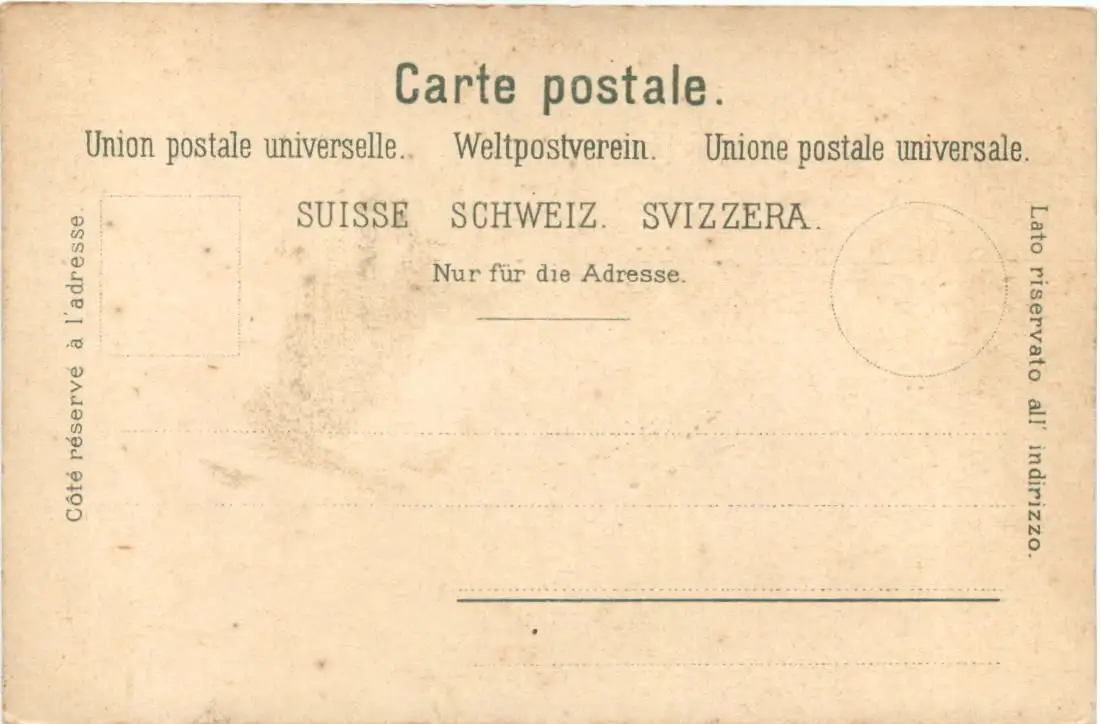 Carte postale.
Union postale universelle. Weltpostverein. Unione postale universale.
SUISSE SCHWEIZ. SVIZZERA.
Nur für die Adresse.
Côté réservé à l'adresse.
Lato riservato all' indirizzo.